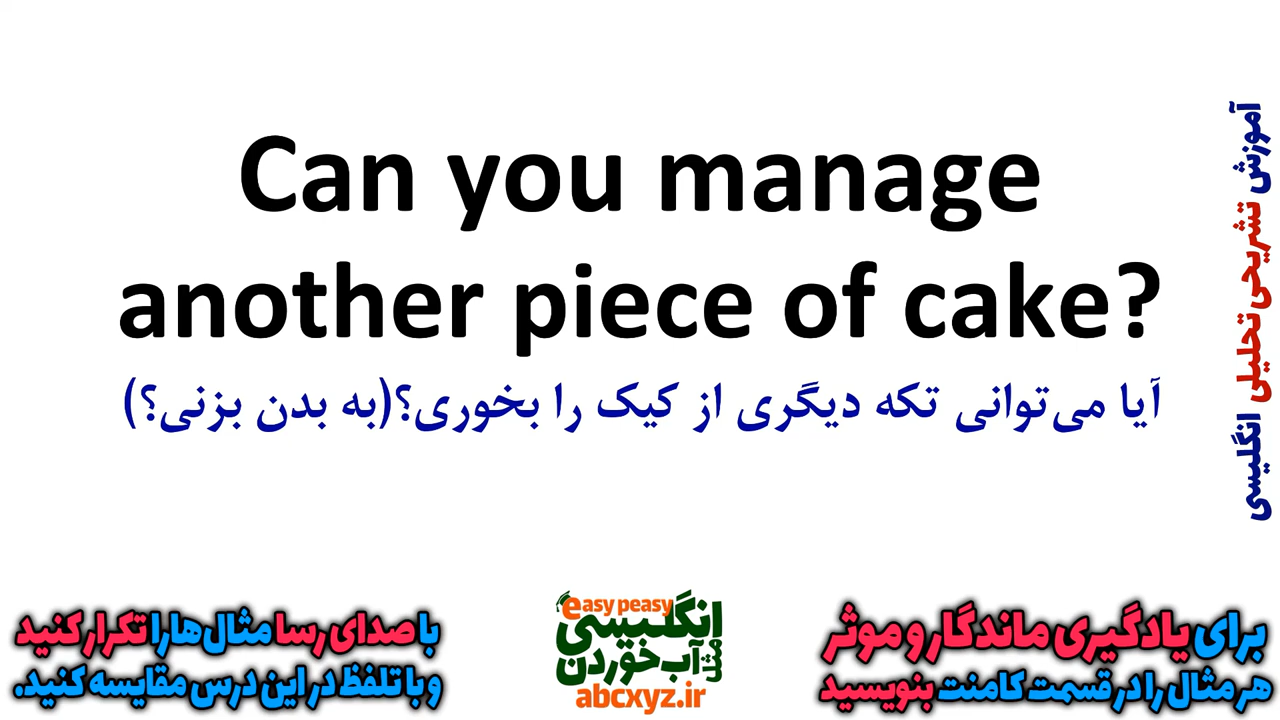 Can you manage
another piece of cake?
آیا می‌توانی تکه دیگری از کیک را بخوری؟(به بدن بزنی؟)
آموزش تشریحی تحلیلی انگلیسی
برای یادگیری ماندگار و موثر
هر مثال را در قسمت کامنت بنویسید
easy peasy
انگلیسی
مثل آب خوردن
abcxyz.ir
با صدای رسا مثال‌ها را تکرار کنید
و با تلفظ در این درس مقایسه کنید.